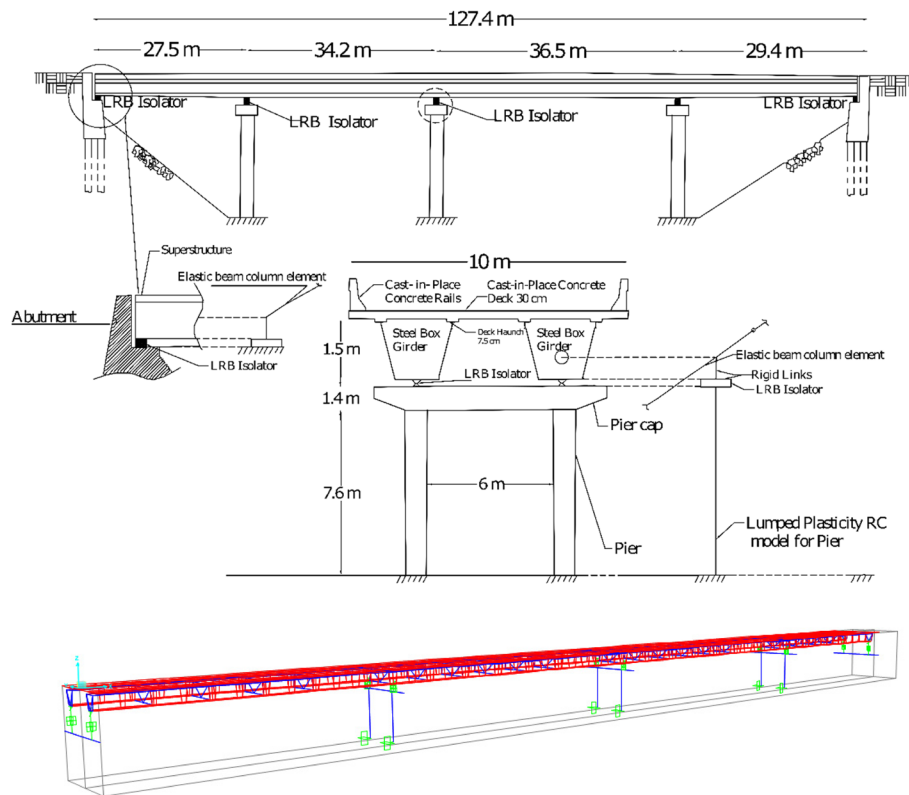 127.4 m
27.5 m
34.2 m
36.5 m
29.4 m
LRB Isolator
LRB Isolator
LRB Isolator
LRB Isolator
Superstructure
Elastic beam column element
Abutment
LRB Isolator
10 m
Cast-in-Place
Concrete Rails
Cast-in-Place Concrete
Deck 30 cm
Steel Box
Girder
Deck Haunch
7.5 cm
Steel Box
Girder
1.5 m
LRB Isolator
Elastic beam column element
Rigid Links
LRB Isolator
1.4 m
Pier cap
7.6 m
6 m
Pier
Lumped Plasticity RC
model for Pier
z